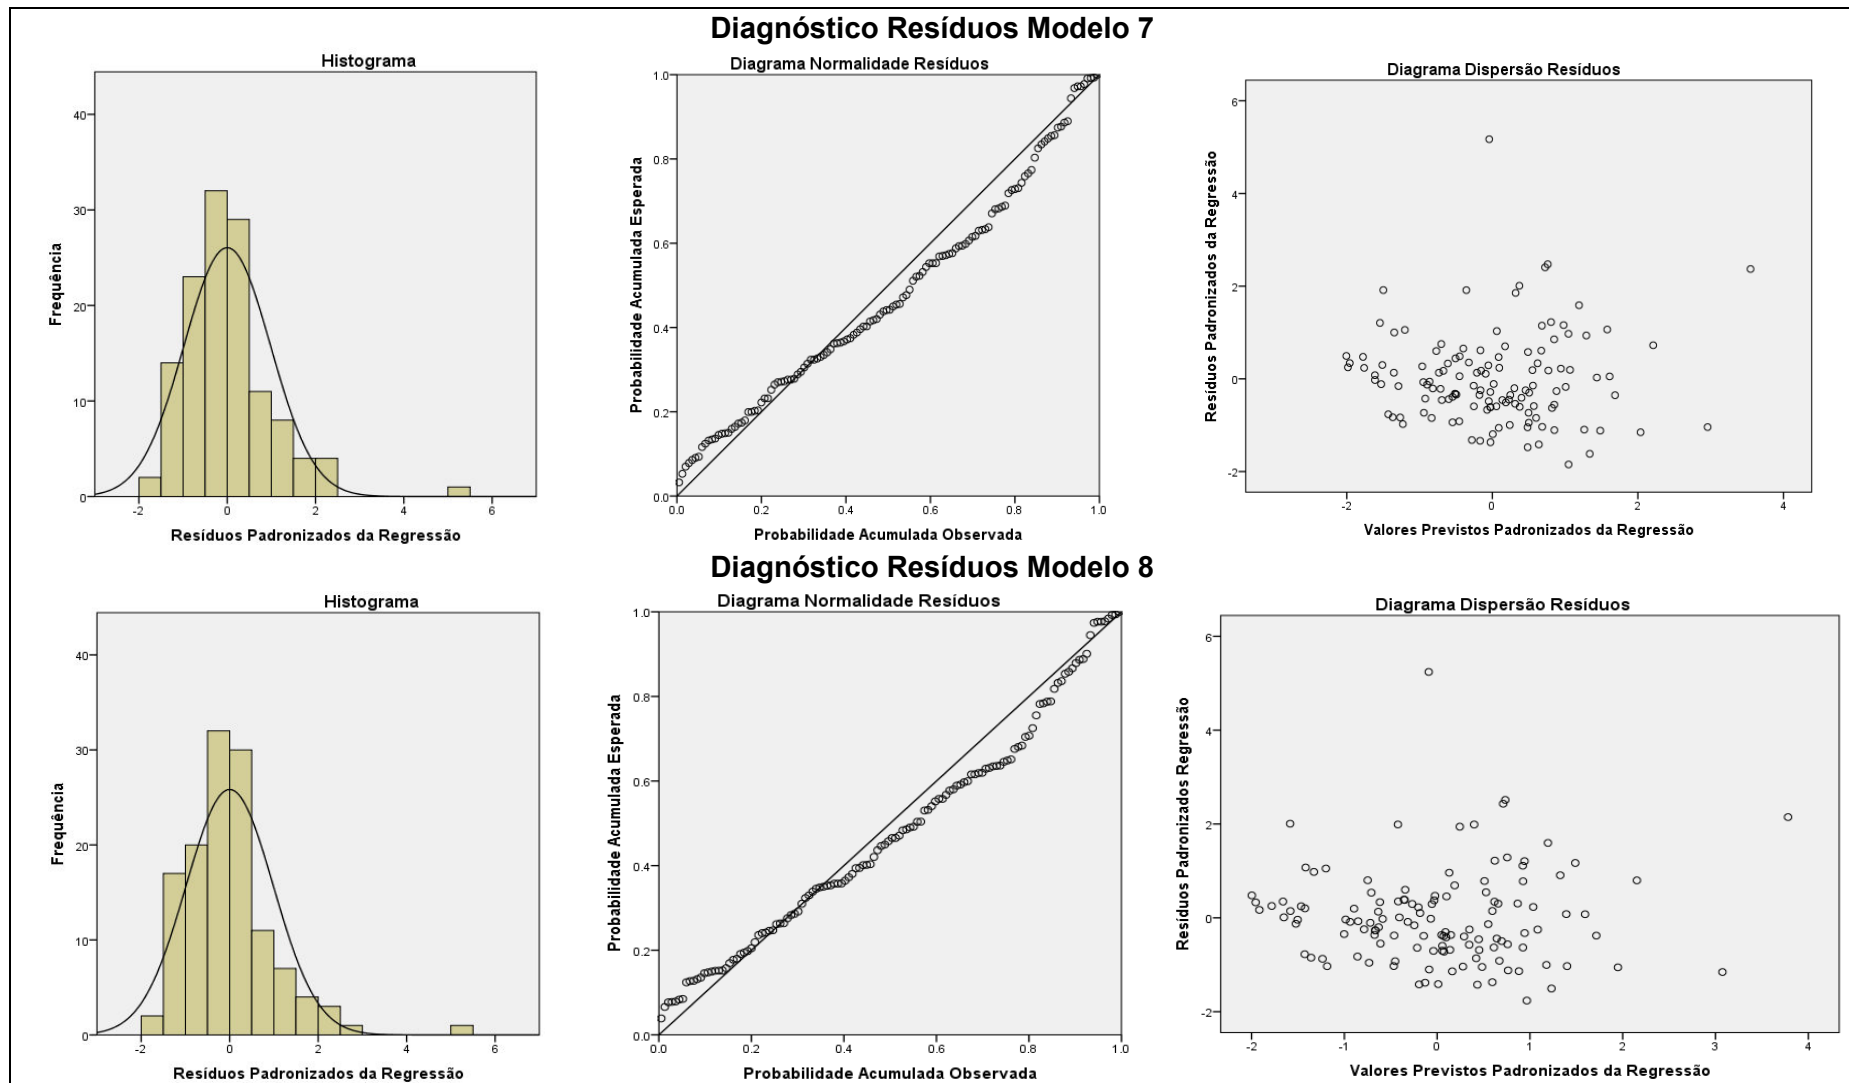 Diagnóstico Resíduos Modelo 7
Histograma
Frequência
40
30
20
10
0
-2 0 2 4 6
Resíduos Padronizados da Regressão
Diagrama Normalidade Resíduos
Probabilidade Acumulada Esperada
1.0
0.8
0.6
0.4
0.2
0.0
0.0 0.2 0.4 0.6 0.8 1.0
Probabilidade Acumulada Observada
Diagrama Dispersão Resíduos
Resíduos Padronizados da Regressão
6
4
2
0
-2
-2 0 2 4
Valores Previstos Padronizados da Regressão
Diagnóstico Resíduos Modelo 8
Histograma
Frequência
40
30
20
10
0
-2 0 2 4 6
Resíduos Padronizados da Regressão
Diagrama Normalidade Resíduos
Probabilidade Acumulada Esperada
1.0
0.8
0.6
0.4
0.2
0.0
0.0 0.2 0.4 0.6 0.8 1.0
Probabilidade Acumulada Observada
Diagrama Dispersão Resíduos
Resíduos Padronizados Regressão
6
4
2
0
-2
-2 -1 0 1 2 3 4
Valores Previstos Padronizados da Regressão